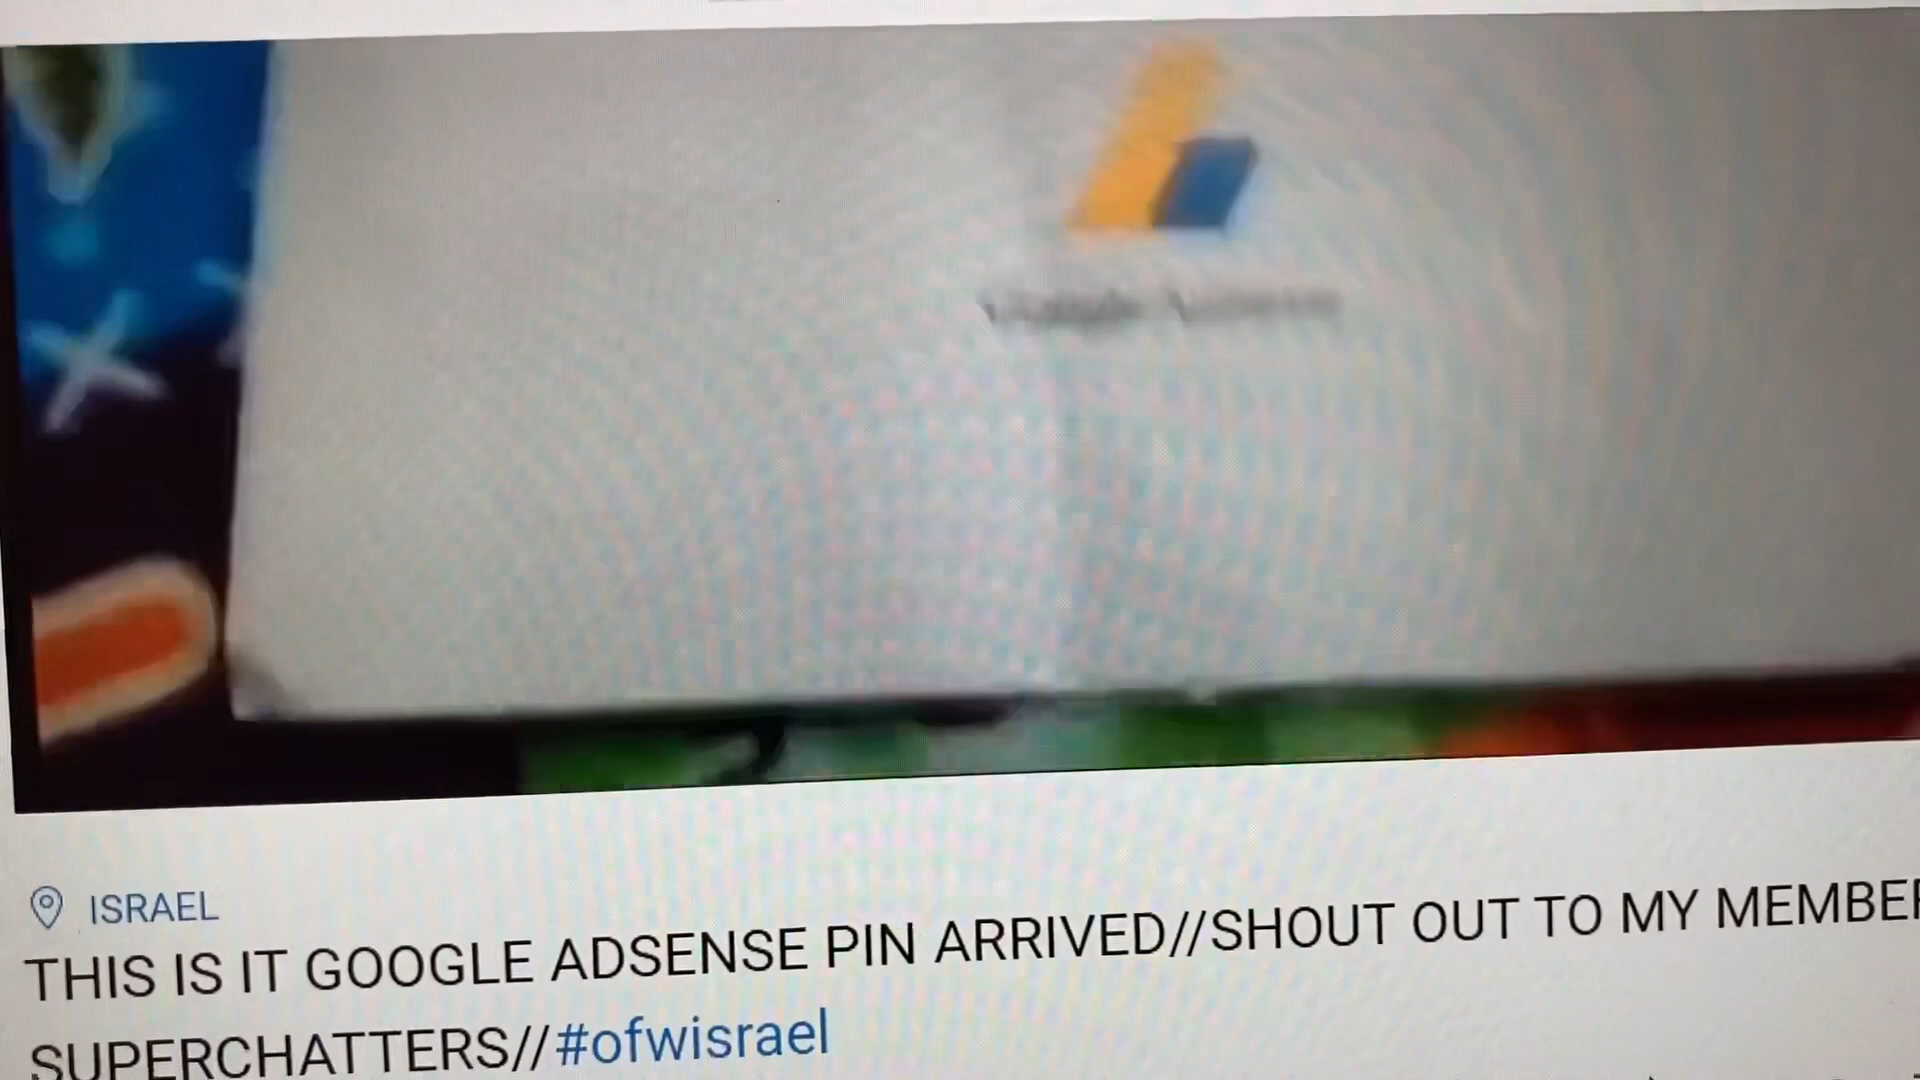 ISRAEL
THIS IS IT GOOGLE ADSENSE PIN ARRIVED//SHOUT OUT TO MY
SUPERCHATTERS//#ofwisrael